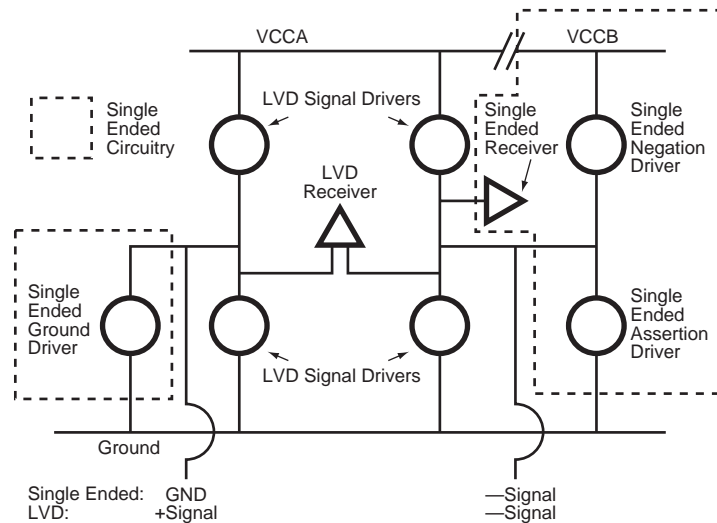 VCCA
VCCB
Single
Ended
Circuitry
LVD Signal Drivers
Single
Ended
Receiver
Single
Ended
Negation
Driver
LVD
Receiver
Single
Ended
Ground
Driver
Single
Ended
Assertion
Driver
LVD Signal Drivers
Ground
Single Ended: GND —Signal
LVD: +Signal —Signal